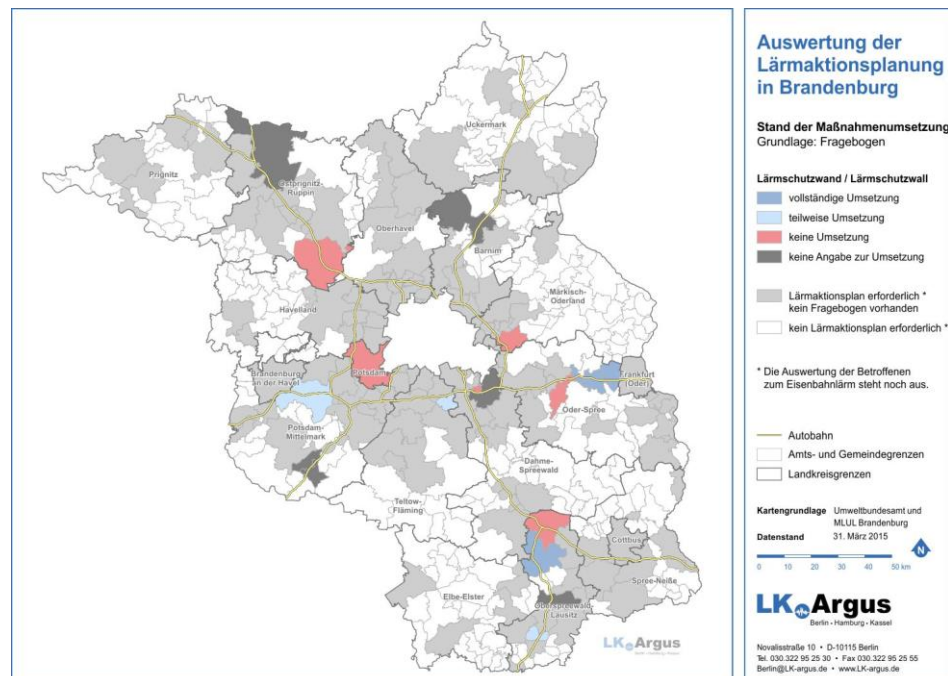 Uckermark
Prignitz
Ostprignitz-
Ruppin
Oberhavel
Barnim
Märkisch-
Oderland
Havelland
Brandenburg
an der Havel
Potsdam
Frankfurt
(Oder)
Oder-Spree
Potsdam-
Mittelmark
Dahme-
Spreewald
Teltow-
Fläming
Cottbus
Spree-Neiße
Elbe-Elster
Oberspreewald-
Lausitz
LK Argus
Auswertung der
Lärmaktionsplanung
in Brandenburg
Stand der Maßnahmenumsetzung
Grundlage: Fragebogen
Lärmschutzwand / Lärmschutzwall
vollständige Umsetzung
teilweise Umsetzung
keine Umsetzung
keine Angabe zur Umsetzung
Lärmaktionsplan erforderlich *
kein Fragebogen vorhanden
kein Lärmaktionsplan erforderlich *
* Die Auswertung der Betroffenen
zum Eisenbahnlärm steht noch aus.
Autobahn
Amts- und Gemeindegrenzen
Landkreisgrenzen
Kartengrundlage Umweltbundesamt und
MLUL Brandenburg
Datenstand 31. März 2015
N
0 10 20 30 40 50 km
LK Argus
Berlin - Hamburg - Kassel
Novalisstraße 10 • D-10115 Berlin
Tel. 030.322 95 25 30 • Fax 030.322 95 25 55
Berlin@LK-argus.de • www.LK-argus.de